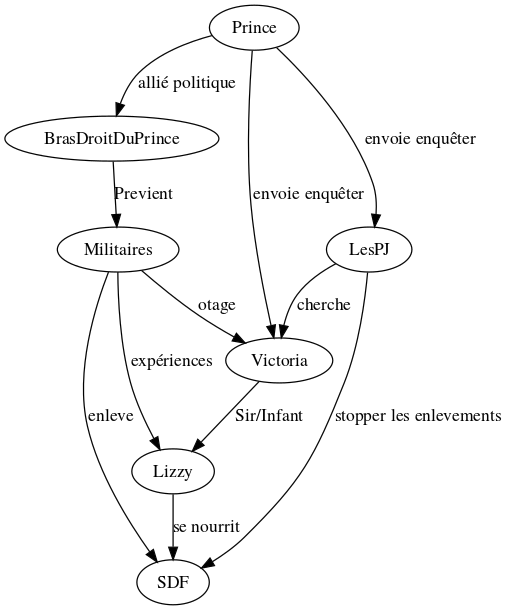 Prince
allié politique
BrasDroitDuPrince
envoie enquêter
Previent
envoie enquêter
Militaires
LesPJ
otage
cherche
expériences
Victoria
enleve
Sir/Infant
stopper les enlevements
Lizzy
se nourrit
SDF